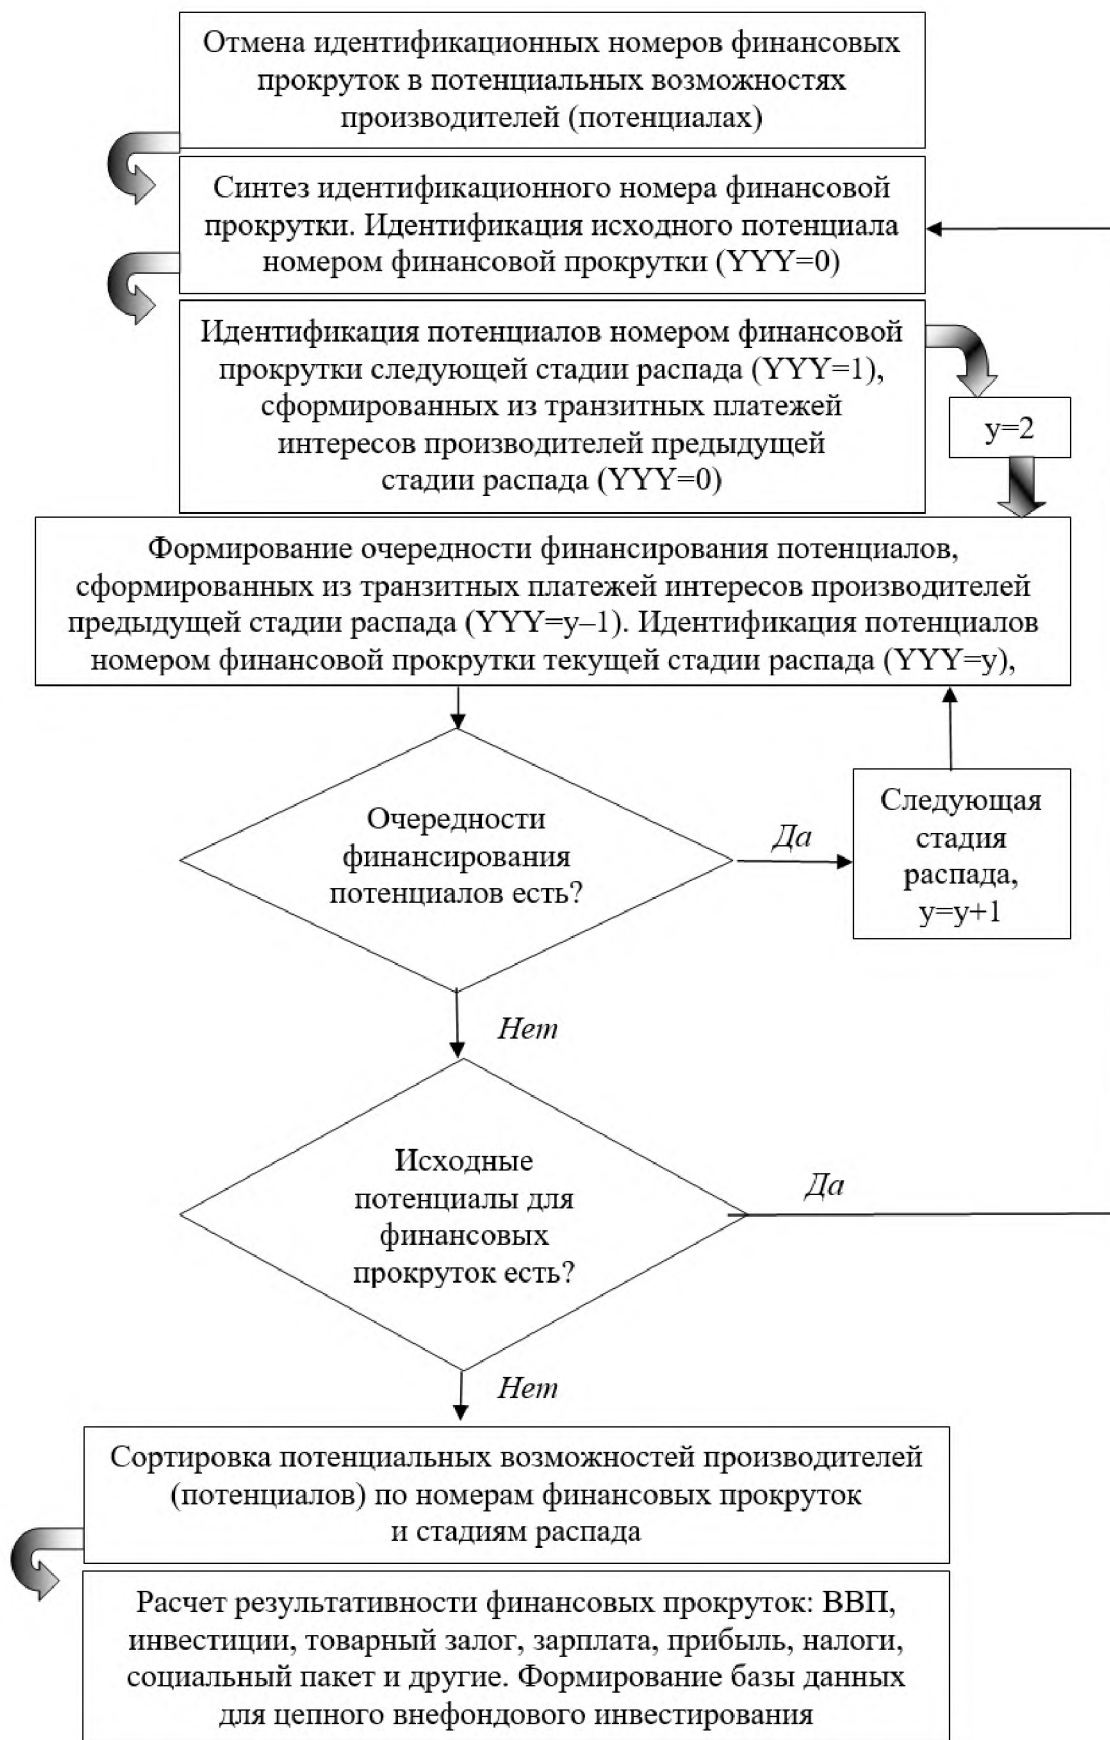 Отмена идентификационных номеров финансовых
прокруток в потенциальных возможностях
производителей (потенциалах)
Синтез идентификационного номера финансовой
прокрутки. Идентификация исходного потенциала
номером финансовой прокрутки (YYY=0)
Идентификация потенциалов номером финансовой
прокрутки следующей стадии распада (YYY=1),
сформированных из транзитных платежей
интересов производителей предыдущей
стадии распада (YYY=0)
y=2
Формирование очередности финансирования потенциалов,
сформированных из транзитных платежей интересов производителей
предыдущей стадии распада (YYY=y–1). Идентификация потенциалов
номером финансовой прокрутки текущей стадии распада (YYY=y),
Очередности
финансирования
потенциалов есть?
Да
Следующая
стадия
распада,
y=y+1
Нет
Исходные
потенциалы для
финансовых
прокруток есть?
Да
Нет
Сортировка потенциальных возможностей производителей
(потенциалов) по номерам финансовых прокруток
и стадиям распада
Расчет результативности финансовых прокруток: ВВП,
инвестиции, товарный залог, зарплата, прибыль, налоги,
социальный пакет и другие. Формирование базы данных
для цепного внефондового инвестирования